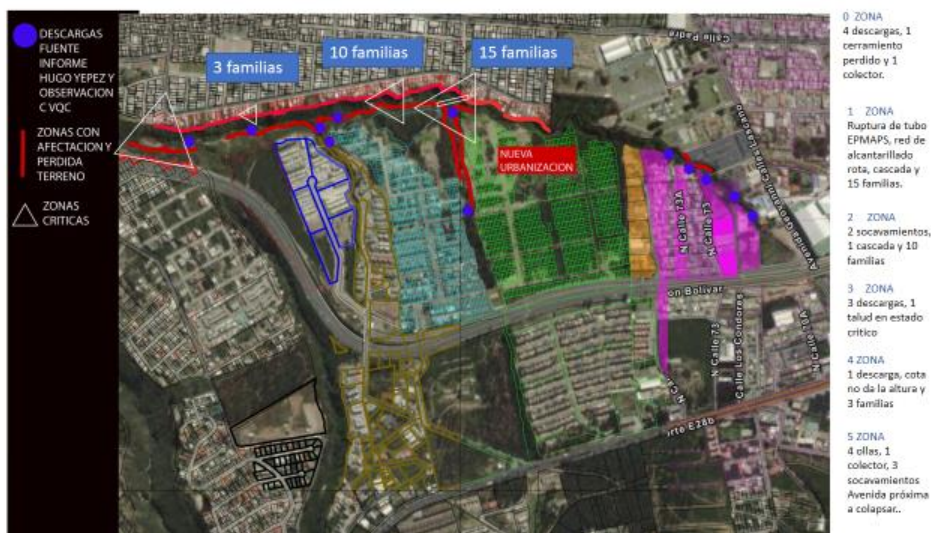 DESCARGAS
FUENTE
INFORME
HUGO YEPEZ Y
OBSERVACION
C VQC
ZONAS CON
AFECTACION Y
PERDIDA
TERRENO
ZONAS
CRITICAS
3 familias
10 familias
15 familias
NUEVA
URBANIZACION
Calle Padre
N Calle 73A
N Calle 73
on Bolivar
N Calle 73
Calle Los Condores
orte E28b
0 ZONA
4 descargas, 1
cerramiento
perdido y 1
colector.
1 ZONA
Ruptura de tubo
EPMAPS, red de
alcantarillado
rota, cascada y
15 familias.
2 ZONA
2 socavamientos,
1 cascada y 10
familias
3 ZONA
3 descargas, 1
talud en estado
critico
4 ZONA
1 descarga, cota
no da la altura y
3 familias
5 ZONA
4 ollas, 1
colector, 3
socavamientos
Avenida próxima
a colapsar..